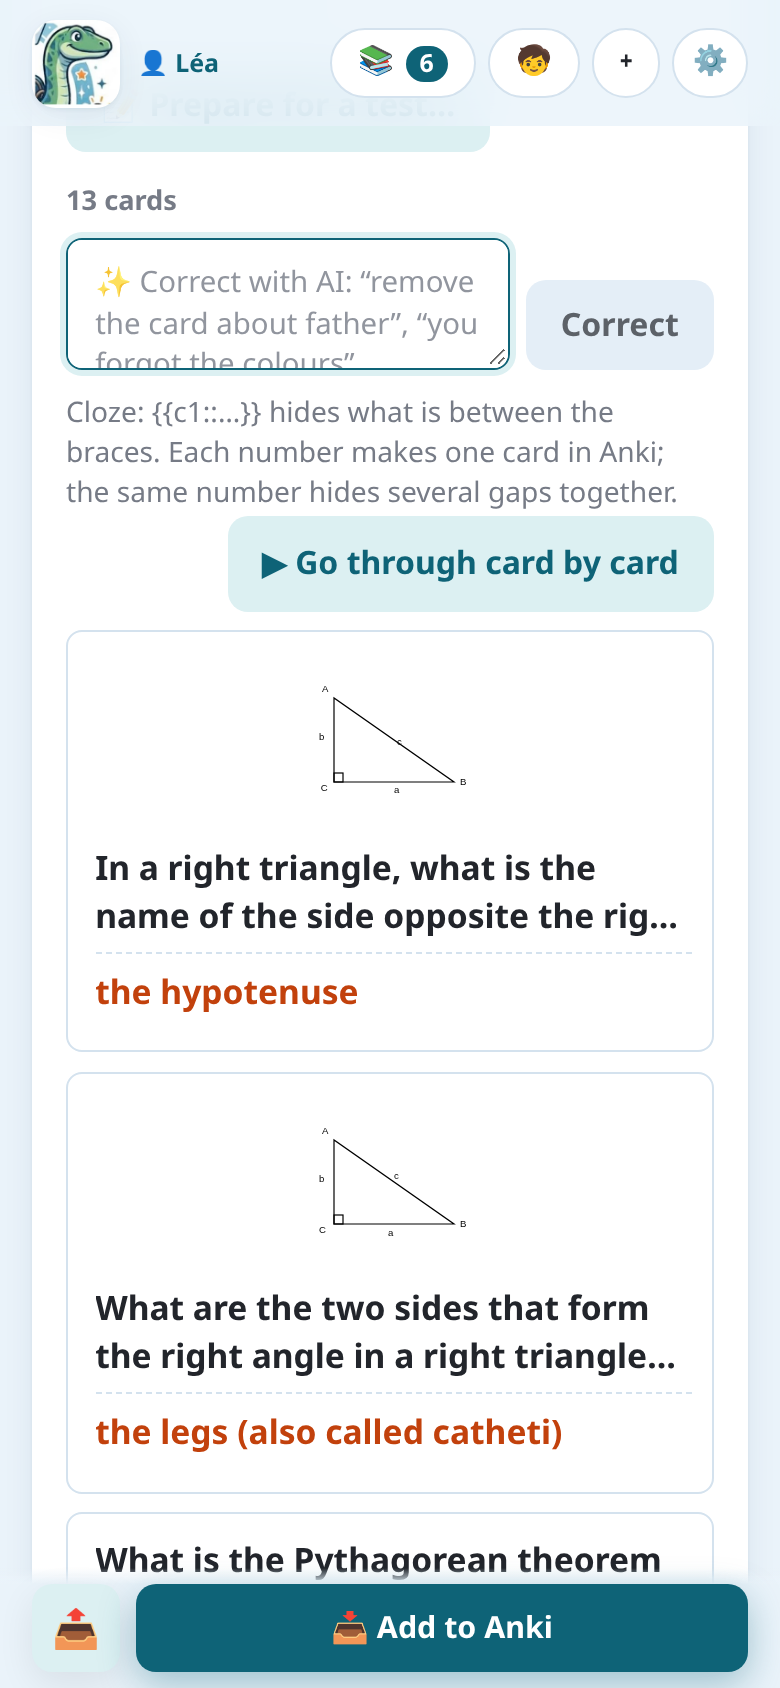 👤 Léa
📚 6
+
Prepare for a test...
13 cards
✨ Correct with AI: “remove
the card about father”, “you
forgot the colours”
Correct
Cloze: {{c1::...}} hides what is between the
braces. Each number makes one card in Anki;
the same number hides several gaps together.
▶ Go through card by card
A
b
c
C
a
B
In a right triangle, what is the
name of the side opposite the rig...
the hypotenuse
A
b
c
C
a
B
What are the two sides that form
the right angle in a right triangle...
the legs (also called catheti)
What is the Pythagorean theorem
📥 Add to Anki